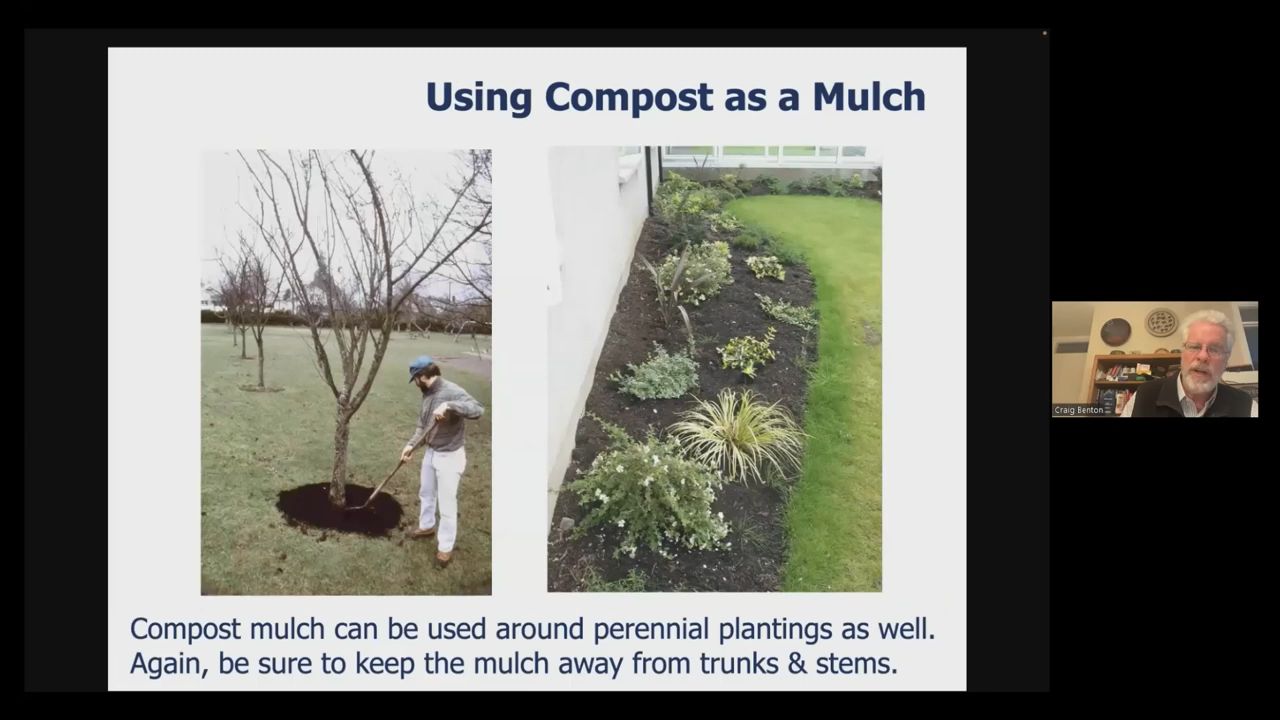 Using Compost as a Mulch
Compost mulch can be used around perennial plantings as well.
Again, be sure to keep the mulch away from trunks & stems.
Craig Benton